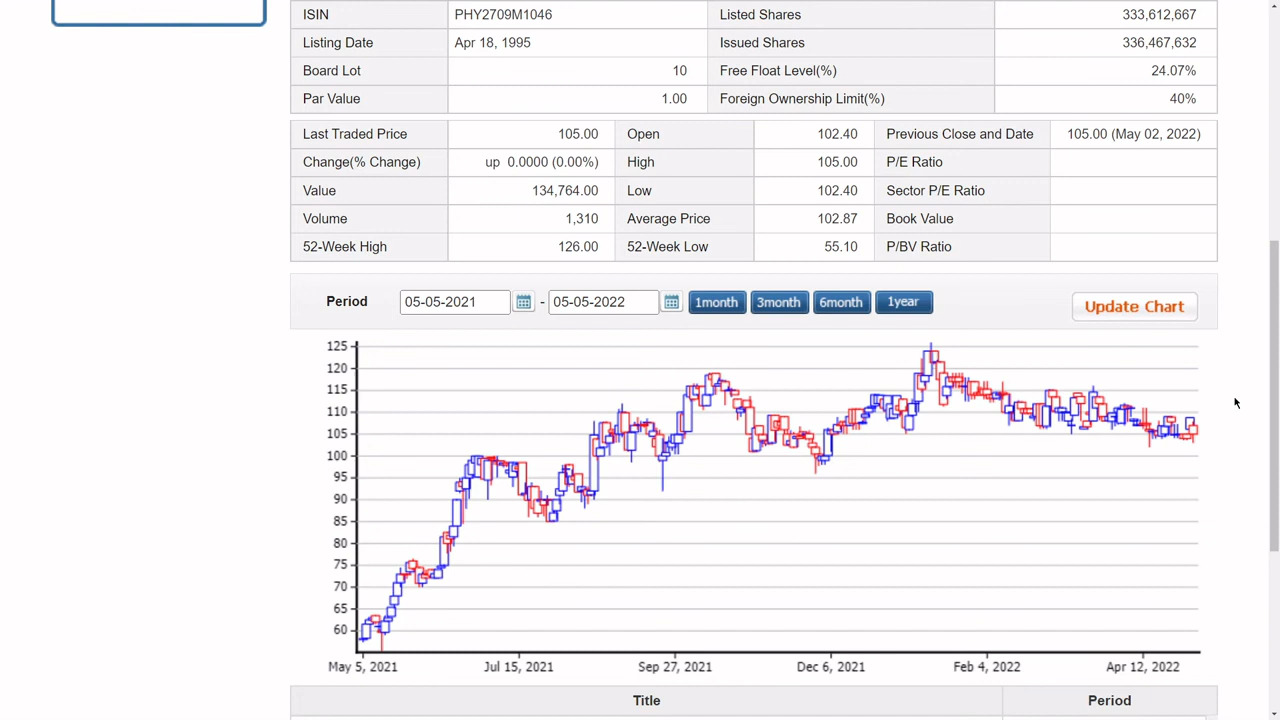 ISIN PHY2709M1046 Listed Shares 333,612,667
Listing Date Apr 18, 1995 Issued Shares 336,467,632
Board Lot 10 Free Float Level(%) 24.07%
Par Value 1.00 Foreign Ownership Limit(%) 40%
Last Traded Price 105.00 Open 102.40 Previous Close and Date 105.00 (May 02, 2022)
Change(% Change) up 0.0000 (0.00%) High 105.00 P/E Ratio
Value 134,764.00 Low 102.40 Sector P/E Ratio
Volume 1,310 Average Price 102.87 Book Value
52-Week High 126.00 52-Week Low 55.10 P/BV Ratio
Period 05-05-2021 - 05-05-2022 1month 3month 6month 1year Update Chart
125
120
115
110
105
100
95
90
85
80
75
70
65
60
May 5, 2021 Jul 15, 2021 Sep 27, 2021 Dec 6, 2021 Feb 4, 2022 Apr 12, 2022
Title Period